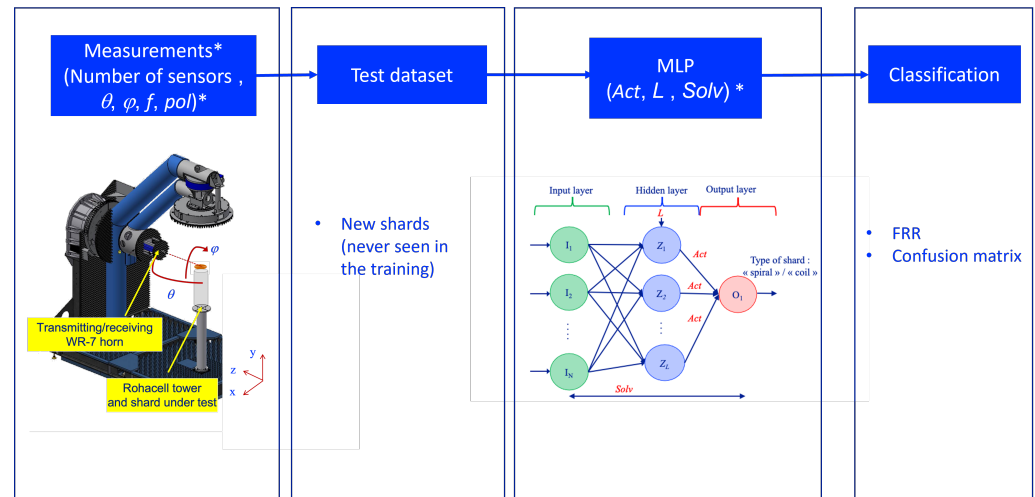 Measurements*
(Number of sensors ,
θ, φ, f, pol)*
Test dataset
MLP
(Act, L , Solv) *
Classification
φ
θ
Transmitting/receiving
WR-7 horn
Rohacell tower
and shard under test
y
z
x
• New shards
(never seen in
the training)
Input layer
Hidden layer
Output layer
L
I1
Z1
Act
Type of shard :
« spiral » / « coil »
I2
Z2
Act
O1
Act
IN
ZL
Solv
• FRR
• Confusion matrix